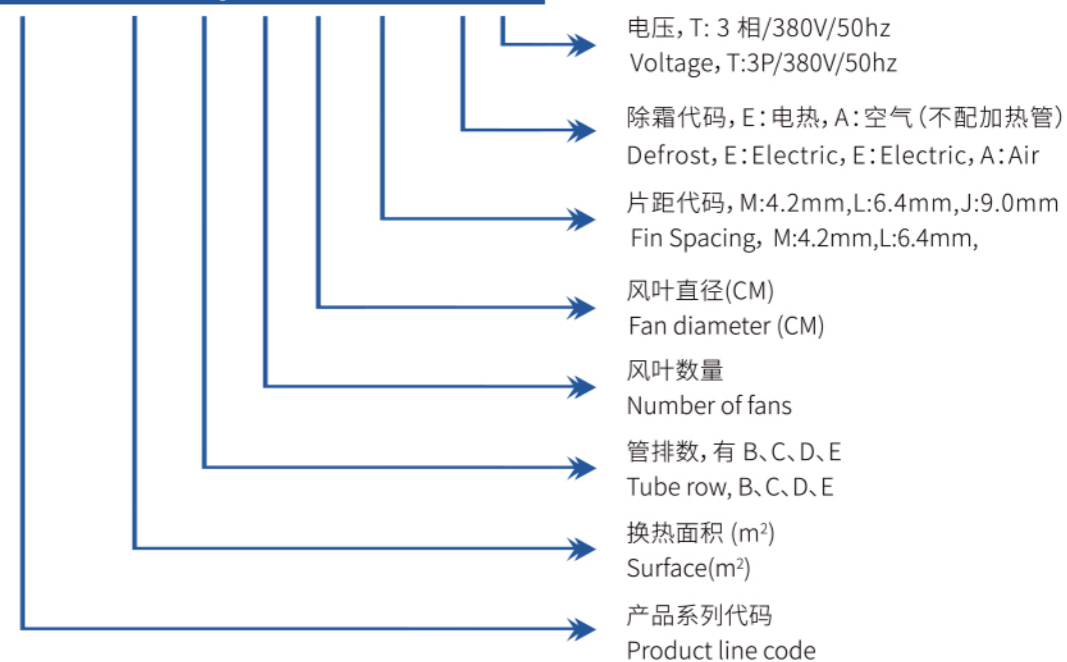 电压，T: 3 相/380V/50hz
Voltage，T:3P/380V/50hz
除霜代码，E：电热，A：空气（不配加热管）
Defrost，E：Electric，E：Electric，A：Air
片距代码，M:4.2mm,L:6.4mm,J:9.0mm
Fin Spacing，M:4.2mm,L:6.4mm,
风叶直径(CM)
Fan diameter (CM)
风叶数量
Number of fans
管排数，有 B、C、D、E
Tube row, B、C、D、E
换热面积 (m²)
Surface(m²)
产品系列代码
Product line code